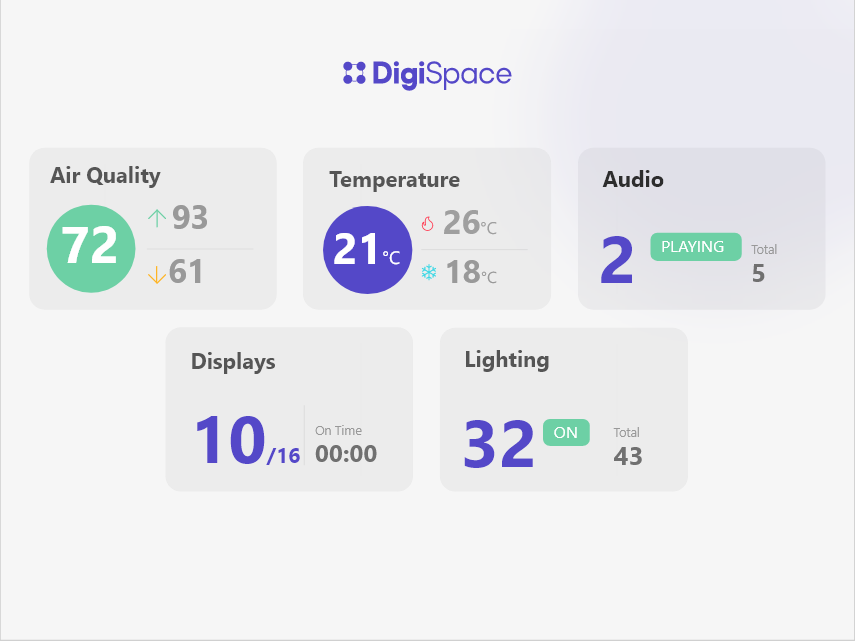 DigiSpace
Air Quality
72
93
61
Temperature
21°C
26°C
18°C
Audio
2
PLAYING
Total
5
Displays
10/16
On Time
00:00
Lighting
32
ON
Total
43